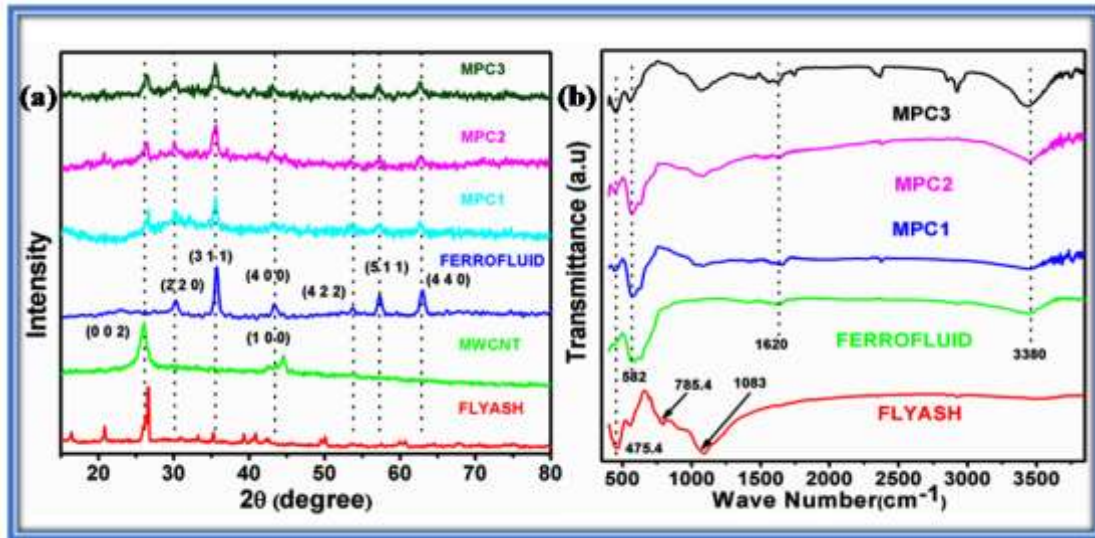 (a)
Intensity
MPC3
MPC2
MPC1
FERROFLUID
(3 1 1)
(2 2 0)
(4 0 0)
(4 2 2)
(5 1 1)
(4 4 0)
(0 0 2)
(1 0 0)
MWCNT
FLYASH
20 30 40 50 60 70 80
2θ (degree)
(b)
Transmittance (a.u)
MPC3
MPC2
MPC1
FERROFLUID
1620
3380
582
785.4
1083
FLYASH
475.4
500 1000 1500 2000 2500 3000 3500
Wave Number(cm⁻¹)